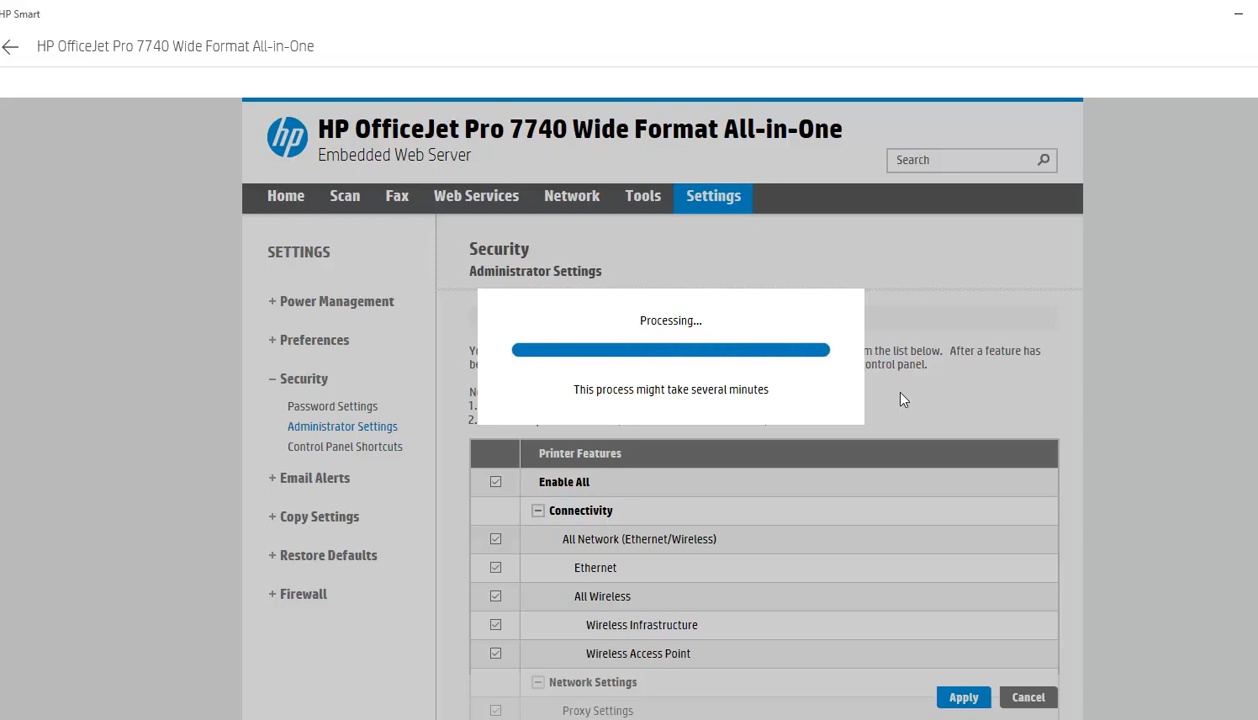 HP Smart
HP OfficeJet Pro 7740 Wide Format All-in-One
hp
HP OfficeJet Pro 7740 Wide Format All-in-One
Embedded Web Server
Search
Home Scan Fax Web Services Network Tools Settings
SETTINGS
+ Power Management
+ Preferences
− Security
Password Settings
Administrator Settings
Control Panel Shortcuts
+ Email Alerts
+ Copy Settings
+ Restore Defaults
+ Firewall
Security
Administrator Settings
Processing...
This process might take several minutes
m the list below. After a feature has
be
ontrol panel.
1.
2.
Printer Features
Enable All
Connectivity
All Network (Ethernet/Wireless)
Ethernet
All Wireless
Wireless Infrastructure
Wireless Access Point
Network Settings
Proxy Settings
Apply Cancel